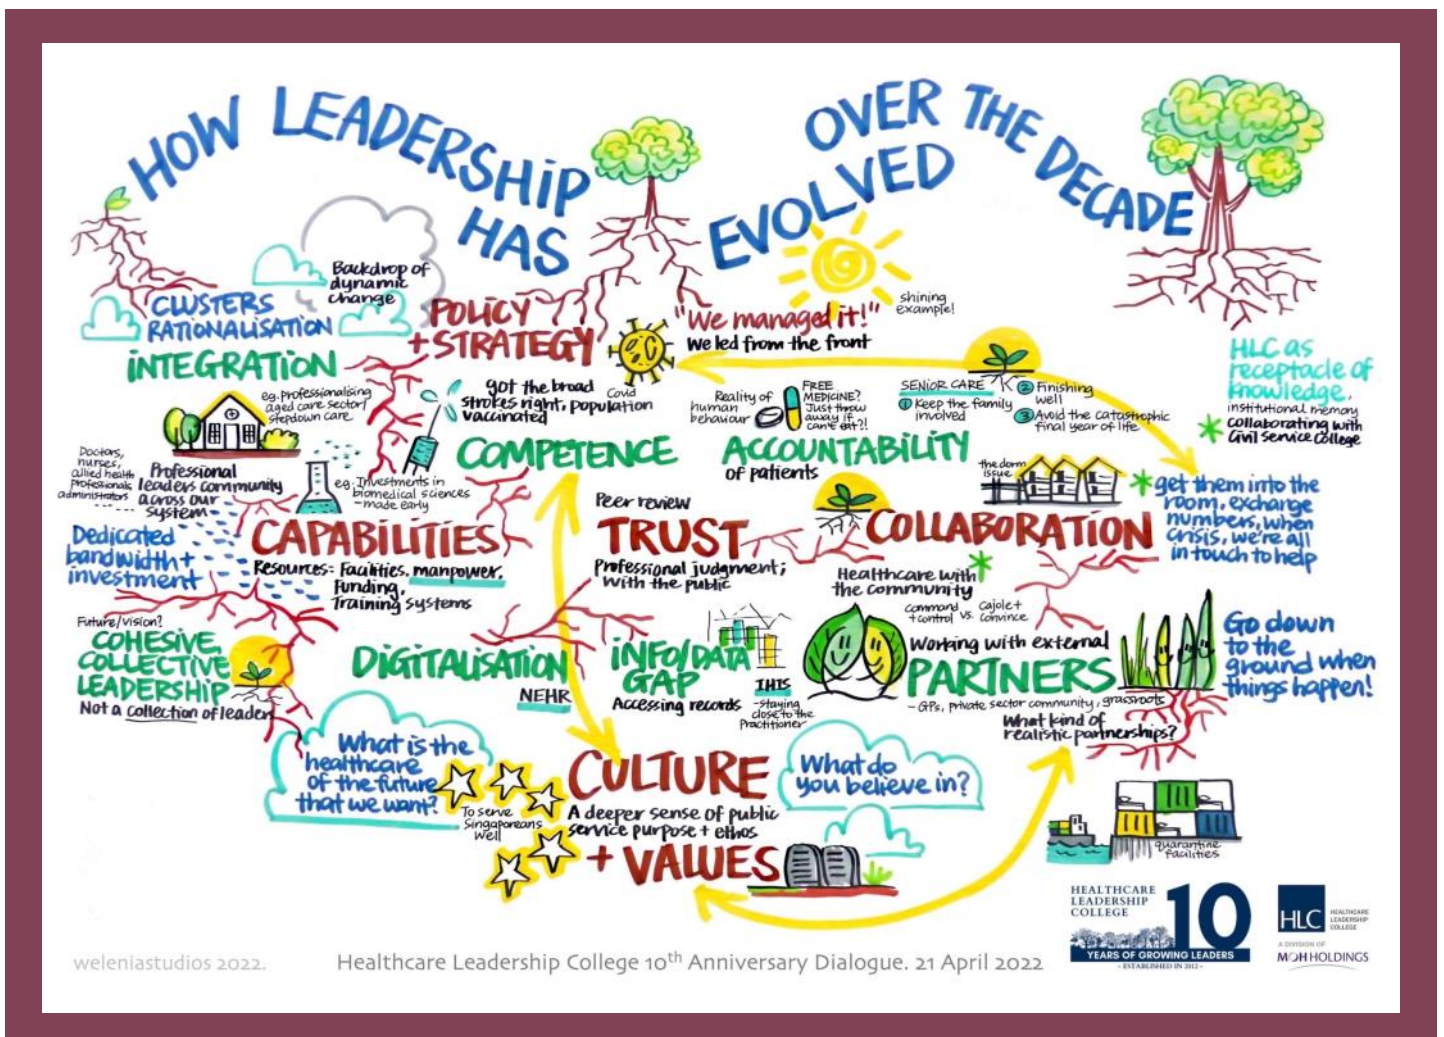 HOW LEADERSHIP
HAS
EVOLVED
OVER THE DECADE
Backdrop of
dynamic
change
CLUSTERS
RATIONALISATION
INTEGRATION
eg. professionalising
aged care sector/
stepdown care.
Doctors,
nurses,
allied health
professionals
administrators
Professional
leaders community
across our
system
Dedicated
bandwidth +
investment
POLICY
+ STRATEGY
"We managed it!"
We led from the front
shining
example!
Covid
got the broad
strokes right, population
vaccinated
COMPETENCE
eg. Investments in
biomedical sciences
- made early
Reality of
human
behaviour
FREE
MEDICINE?
Just throw
away if
can't eat?!
ACCOUNTABILITY
of patients
SENIOR CARE
1 Keep the family
involved
2 Finishing
well
3 Avoid the catastrophic
final year of life.
HLC as
receptacle of
knowledge,
institutional memory
collaborating with
Civil Service College
the dorm
issue
get them into the
room, exchange
numbers, when
crisis, we're all
in touch to help
CAPABILITIES
Resources: Facilities, manpower,
Funding,
Training systems
Peer review
TRUST
Professional judgment;
with the public
COLLABORATION
Healthcare with
the community
command
+ control vs. Cajole +
convince
Future/vision?
COHESIVE,
COLLECTIVE
LEADERSHIP
Not a collection of leaders
DIGITALISATION
NEHR
INFO/DATA
GAP
Accessing records
IHIS
- staying
close to the
Practitioner
Working with external
PARTNERS
- GPs, private sector community, grassroots
What kind of
realistic partnerships?
Go down
to the
ground when
things happen!
What is the
healthcare
of the future
that we want?
To serve
Singaporeans
well
CULTURE
A deeper sense of public
service purpose + ethos
+ VALUES
What do
you believe in?
quarantine
facilities
HEALTHCARE
LEADERSHIP
COLLEGE
10
YEARS OF GROWING LEADERS
- ESTABLISHED IN 2012 -
HLC
HEALTHCARE
LEADERSHIP
COLLEGE
A DIVISION OF
MOH HOLDINGS
weleniastudios 2022.
Healthcare Leadership College 10th Anniversary Dialogue. 21 April 2022